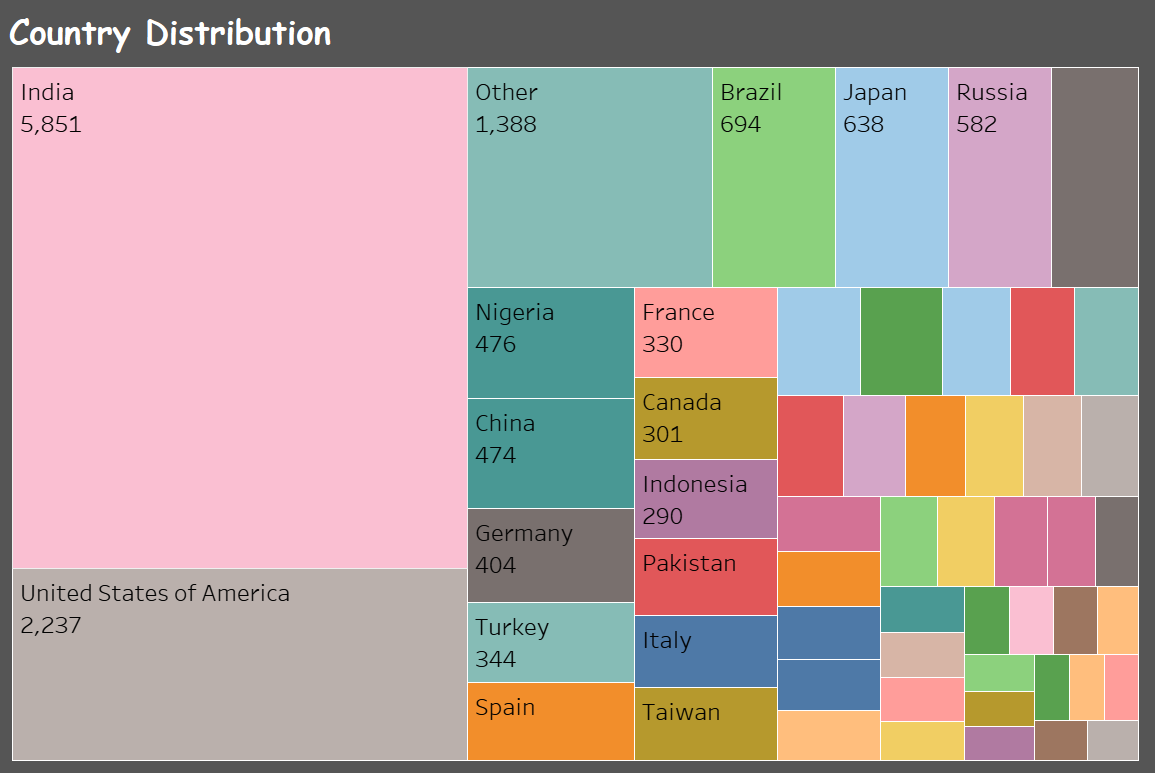 Country Distribution
India
5,851
United States of America
2,237
Other
1,388
Brazil
694
Japan
638
Russia
582
Nigeria
476
China
474
Germany
404
Turkey
344
Spain
France
330
Canada
301
Indonesia
290
Pakistan
Italy
Taiwan